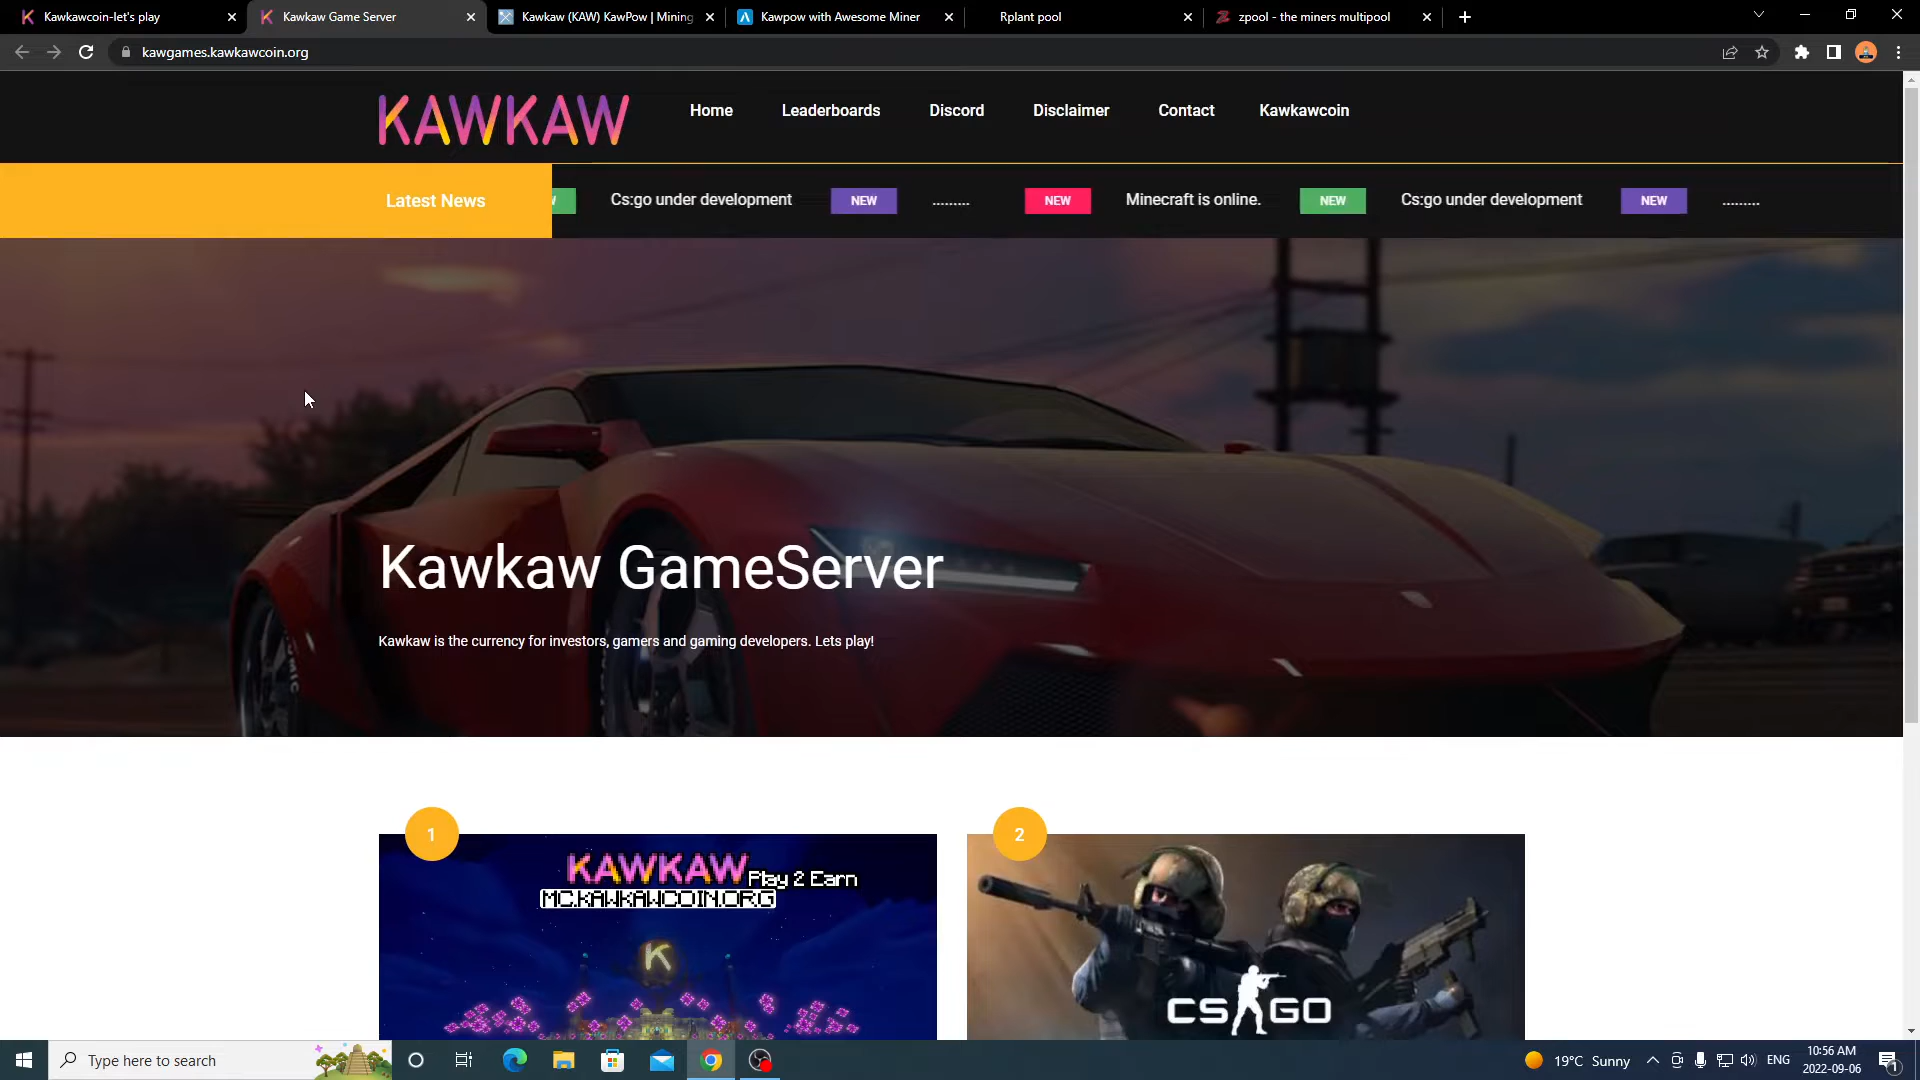 Kawkawcoin-let's play
Kawkaw Game Server
Kawkaw (KAW) KawPow | Mining
Kawpow with Awesome Miner
Rplant pool
zpool - the miners multipool
kawgames.kawkawcoin.org
KAWKAW
Home
Leaderboards
Discord
Disclaimer
Contact
Kawkawcoin
Latest News
W
Cs:go under development
NEW
.........
NEW
Minecraft is online.
NEW
Cs:go under development
NEW
.........
Kawkaw GameServer
Kawkaw is the currency for investors, gamers and gaming developers. Lets play!
1
2
KAWKAW Play 2 Earn
MC.KAWKAWCOIN.ORG
K
CS GO
Type here to search
19°C Sunny
ENG
10:56 AM
2022-09-06
1